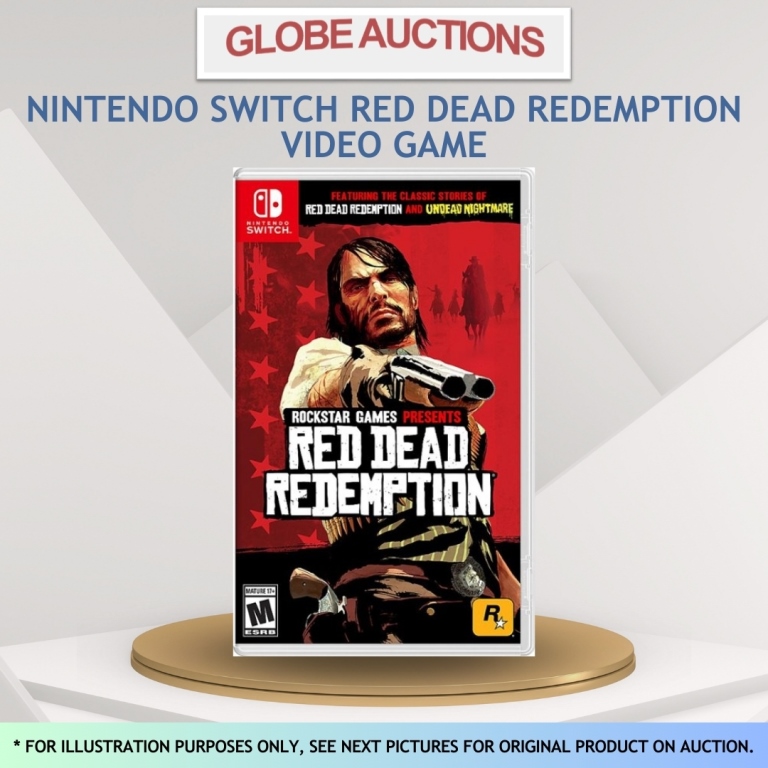 GLOBE AUCTIONS
NINTENDO SWITCH RED DEAD REDEMPTION
VIDEO GAME
NINTENDO
SWITCH.
FEATURING THE CLASSIC STORIES OF
RED DEAD REDEMPTION AND UNDEAD NIGHTMARE
ROCKSTAR GAMES PRESENTS
RED DEAD
REDEMPTION
MATURE 17+
M
ESRB
R
* FOR ILLUSTRATION PURPOSES ONLY, SEE NEXT PICTURES FOR ORIGINAL PRODUCT ON AUCTION.